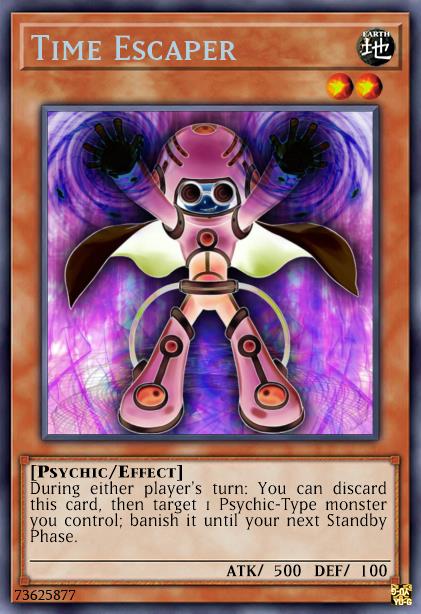 TIME ESCAPER
EARTH
地
[PSYCHIC/EFFECT]
During either player's turn: You can discard
this card, then target 1 Psychic-Type monster
you control; banish it until your next Standby
Phase.
ATK/ 500 DEF/ 100
73625877